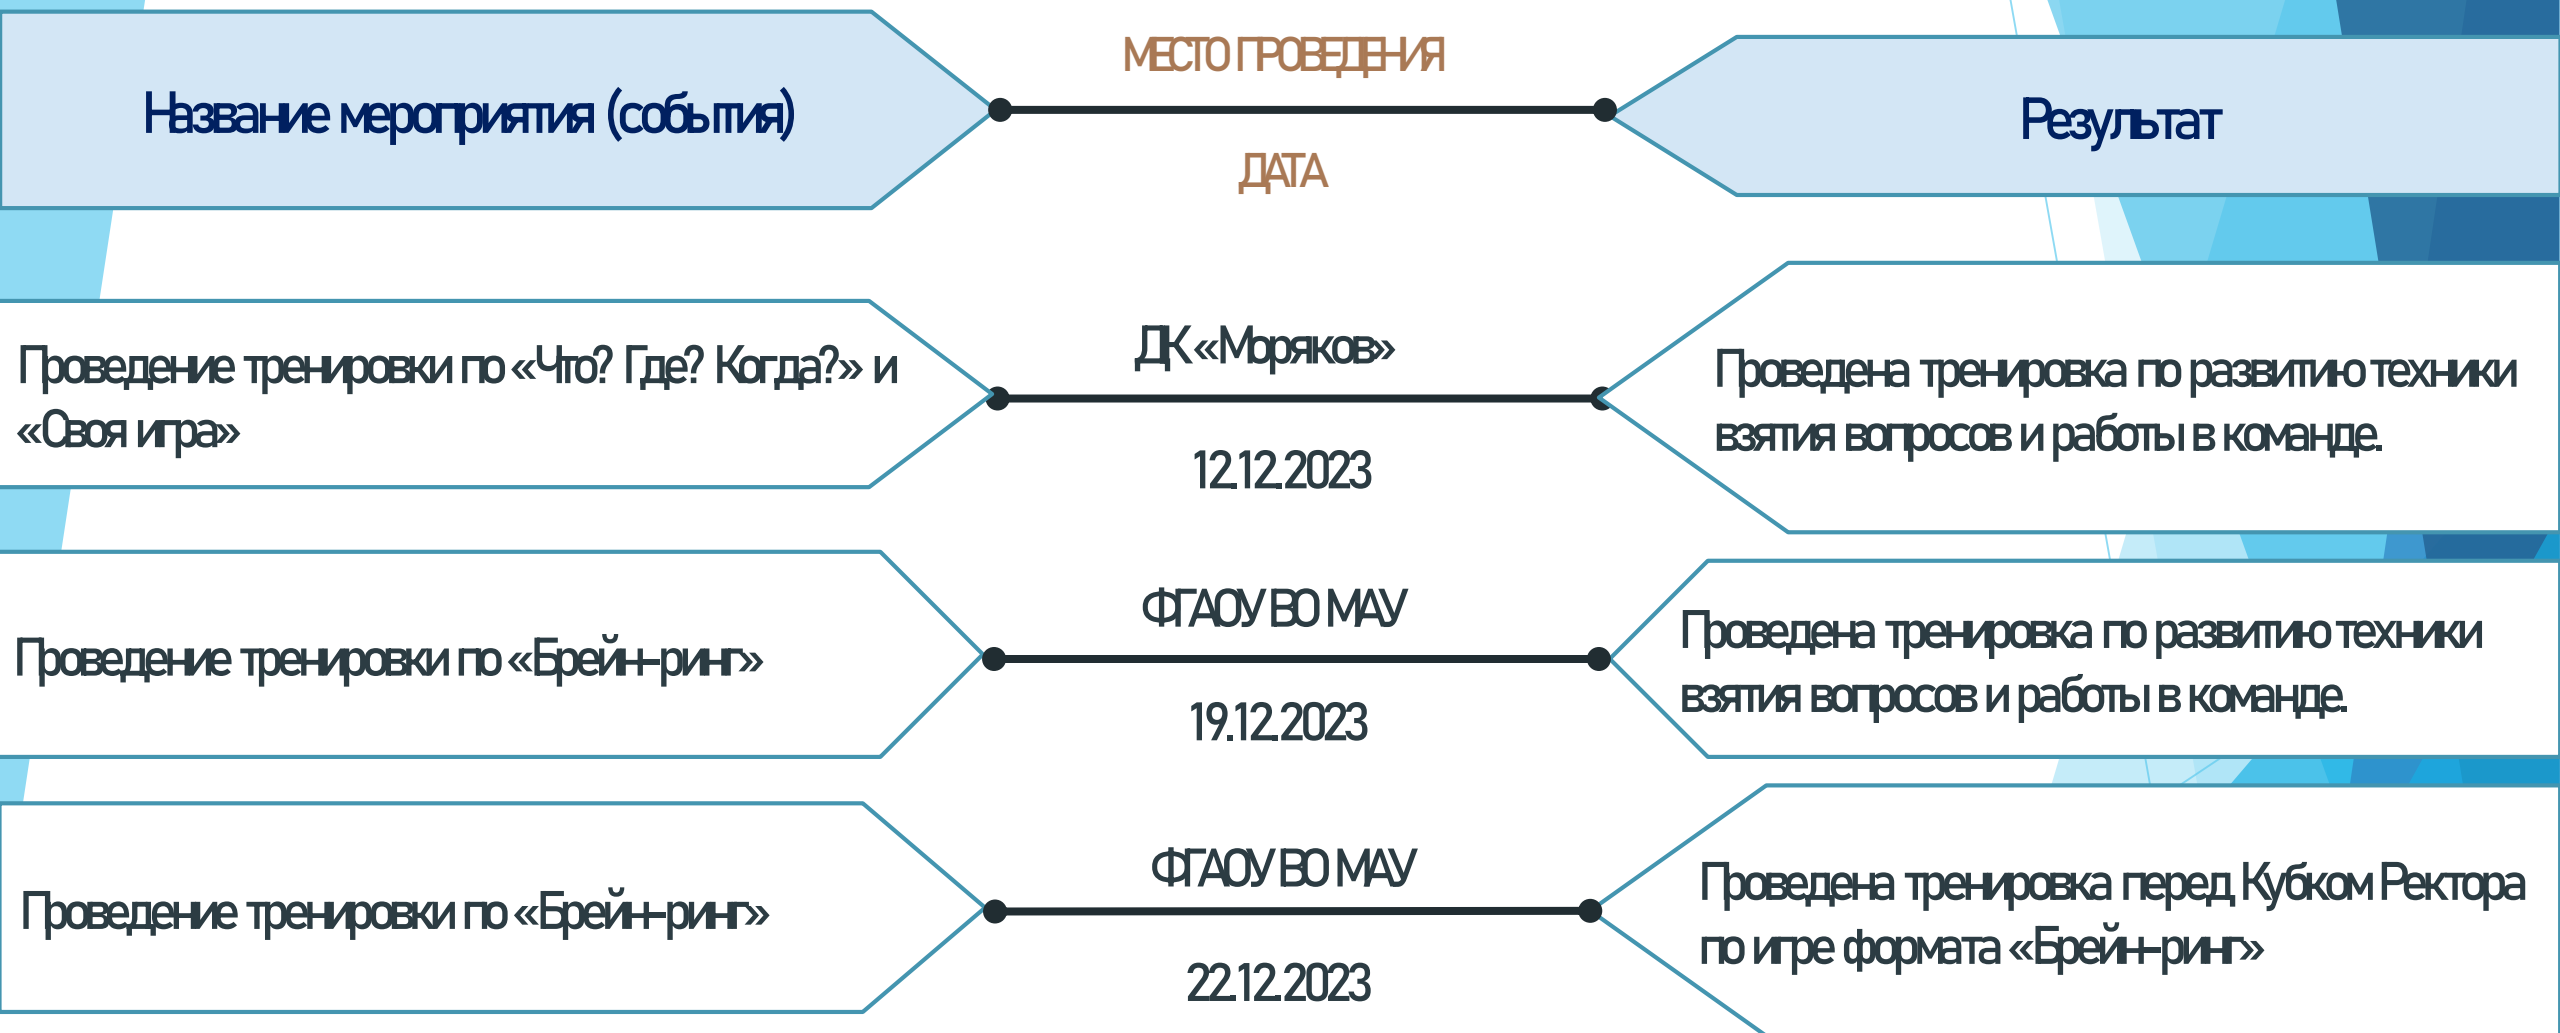 Название мероприятия (события)
МЕСТО ПРОВЕДЕНИЯ
ДАТА
Результат
Проведение тренировки по «Что? Где? Когда?» и
«Своя игра»
ДК «Моряков»
12.12.2023
Проведена тренировка по развитию техники
взятия вопросов и работы в команде.
Проведение тренировки по «Брейн-ринг»
ФГАОУ ВО МАУ
19.12.2023
Проведена тренировка по развитию техники
взятия вопросов и работы в команде.
Проведение тренировки по «Брейн-ринг»
ФГАОУ ВО МАУ
22.12.2023
Проведена тренировка перед Кубком Ректора
по игре формата «Брейн-ринг»